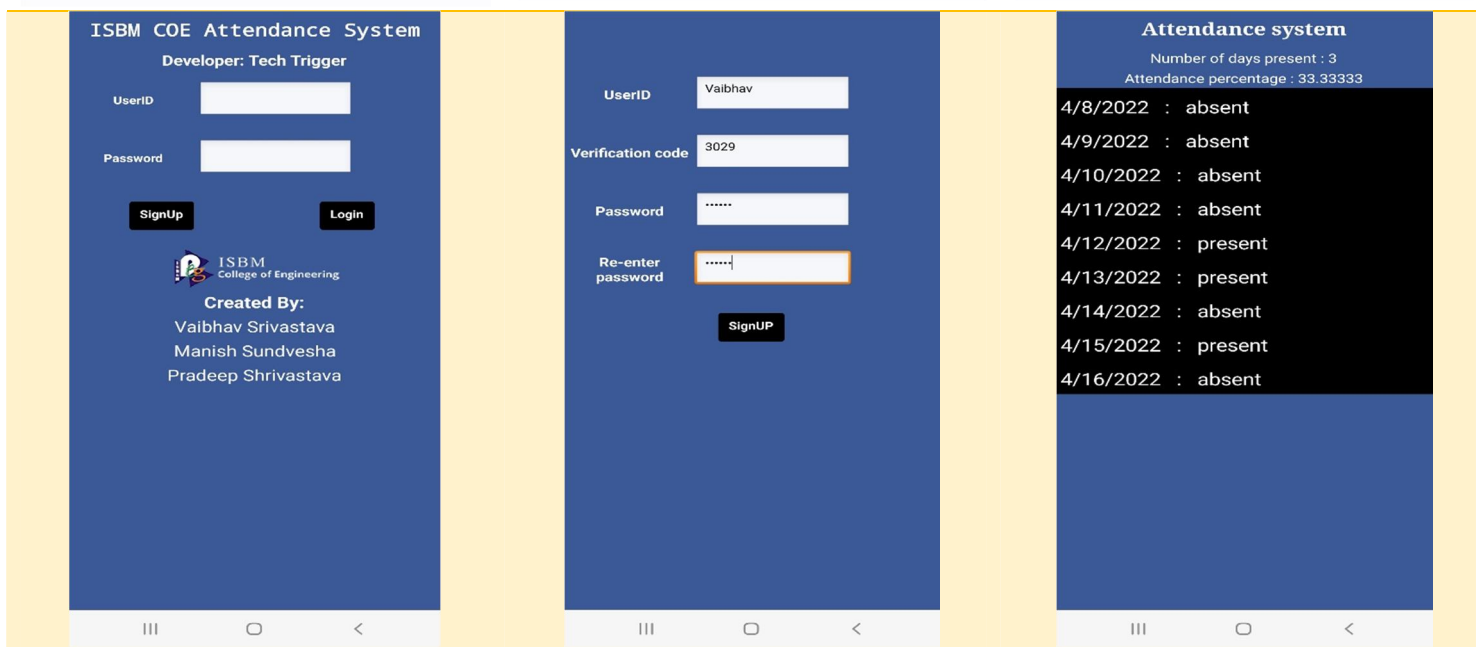 ISBM COE Attendance System
Developer: Tech Trigger
UserID
Password
SignUp Login
ISBM
College of Engineering
Created By:
Vaibhav Srivastava
Manish Sundvesha
Pradeep Shrivastava
UserID Vaibhav
Verification code 3029
Password ······
Re-enter
password ······
SignUP
Attendance system
Number of days present : 3
Attendance percentage : 33.33333
4/8/2022 : absent
4/9/2022 : absent
4/10/2022 : absent
4/11/2022 : absent
4/12/2022 : present
4/13/2022 : present
4/14/2022 : absent
4/15/2022 : present
4/16/2022 : absent